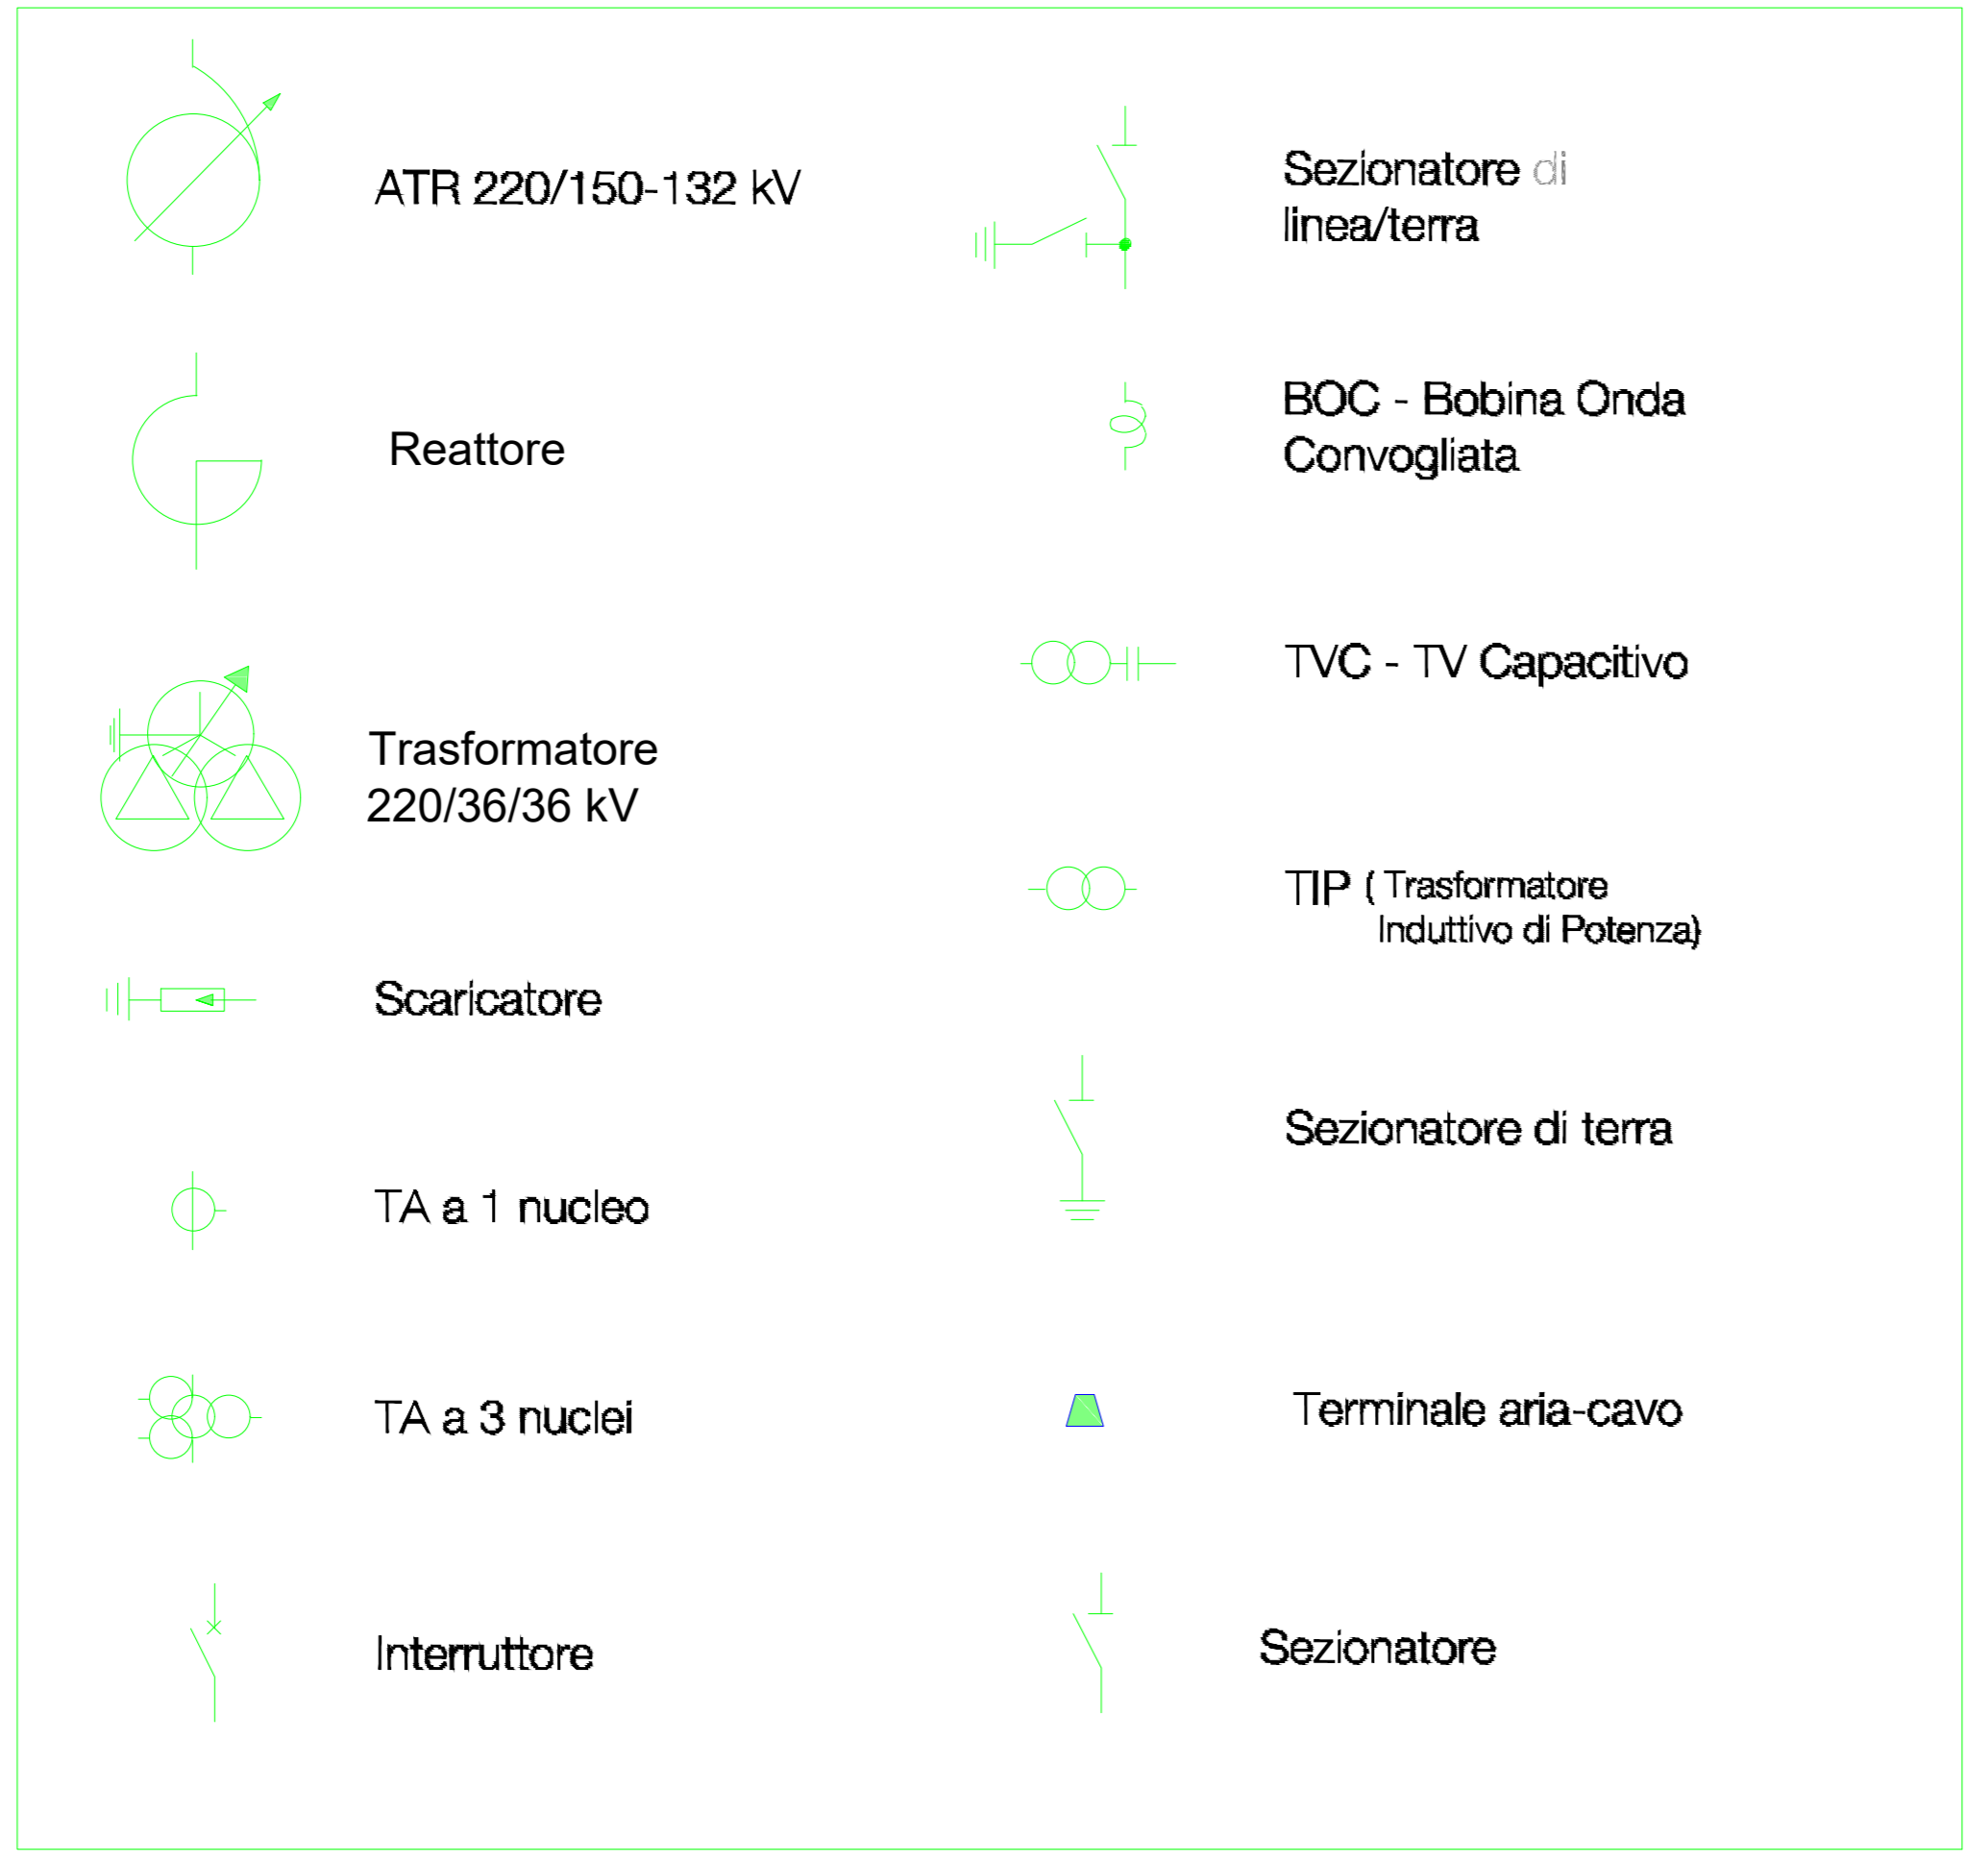 ATR 220/150-132 kV
Reattore
Trasformatore
220/36/36 kV
Scaricatore
TA a 1 nucleo
TA a 3 nuclei
Interruttore
Sezionatore di
linea/terra
BOC - Bobina Onda
Convogliata
TVC - TV Capacitivo
TIP ( Trasformatore
Induttivo di Potenza)
Sezionatore di terra
Terminale aria-cavo
Sezionatore